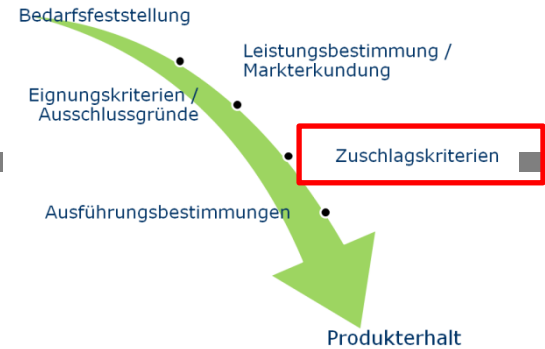 Bedarfsfeststellung
Leistungsbestimmung /
Markterkundung
Eignungskriterien /
Ausschlussgründe
Zuschlagskriterien
Ausführungsbestimmungen
Produkterhalt